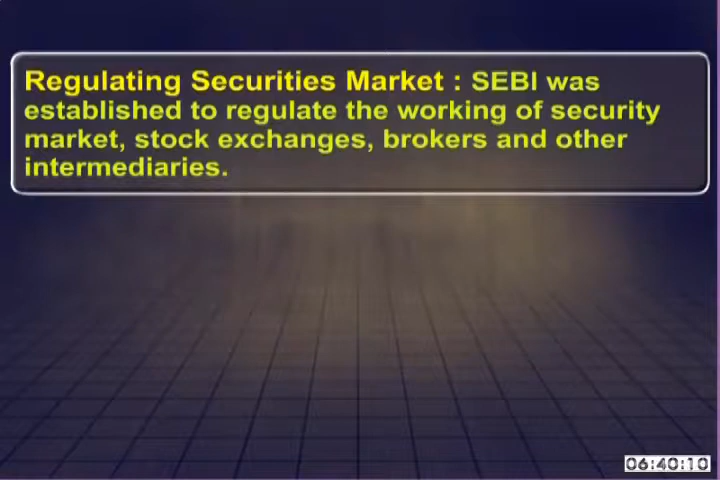 Regulating Securities Market : SEBI was
established to regulate the working of security
market, stock exchanges, brokers and other
intermediaries.
06:40:10